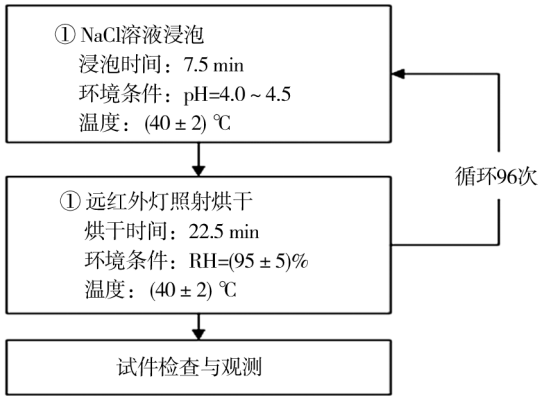 ① NaCl溶液浸泡
浸泡时间：7.5 min
环境条件：pH=4.0～4.5
温度：(40±2) ℃
循环96次
① 远红外灯照射烘干
烘干时间：22.5 min
环境条件：RH=(95±5)%
温度：(40±2) ℃
试件检查与观测